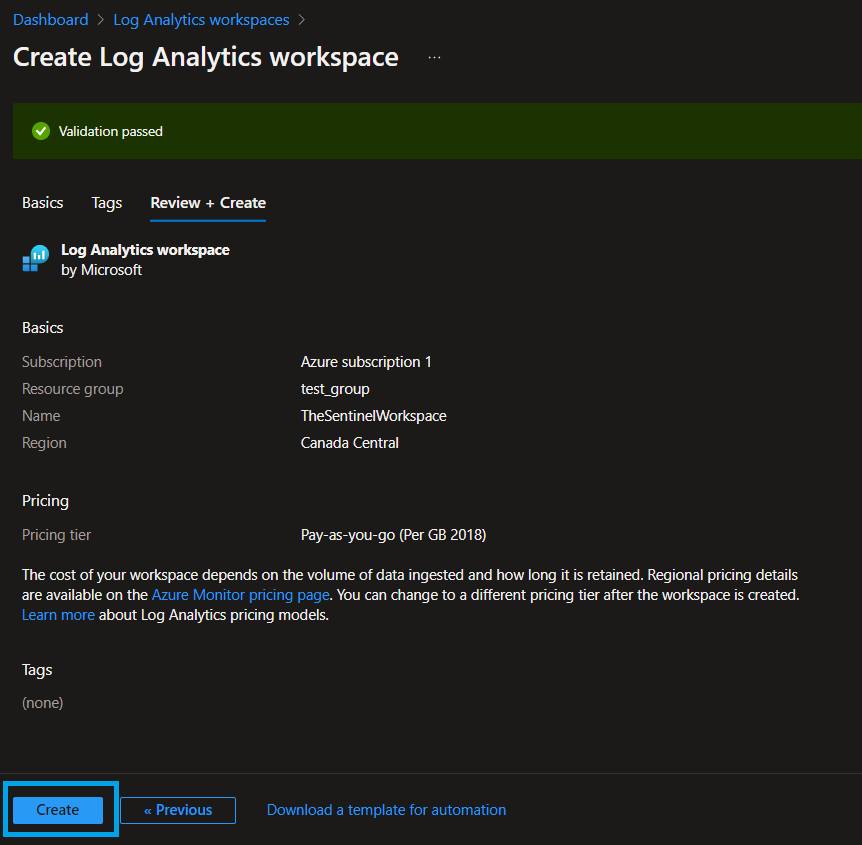 Dashboard > Log Analytics workspaces >
Create Log Analytics workspace ...
Validation passed
Basics Tags Review + Create
Log Analytics workspace
by Microsoft
Basics
Subscription Azure subscription 1
Resource group test_group
Name TheSentinelWorkspace
Region Canada Central
Pricing
Pricing tier Pay-as-you-go (Per GB 2018)
The cost of your workspace depends on the volume of data ingested and how long it is retained. Regional pricing details
are available on the Azure Monitor pricing page. You can change to a different pricing tier after the workspace is created.
Learn more about Log Analytics pricing models.
Tags
(none)
Create « Previous Download a template for automation